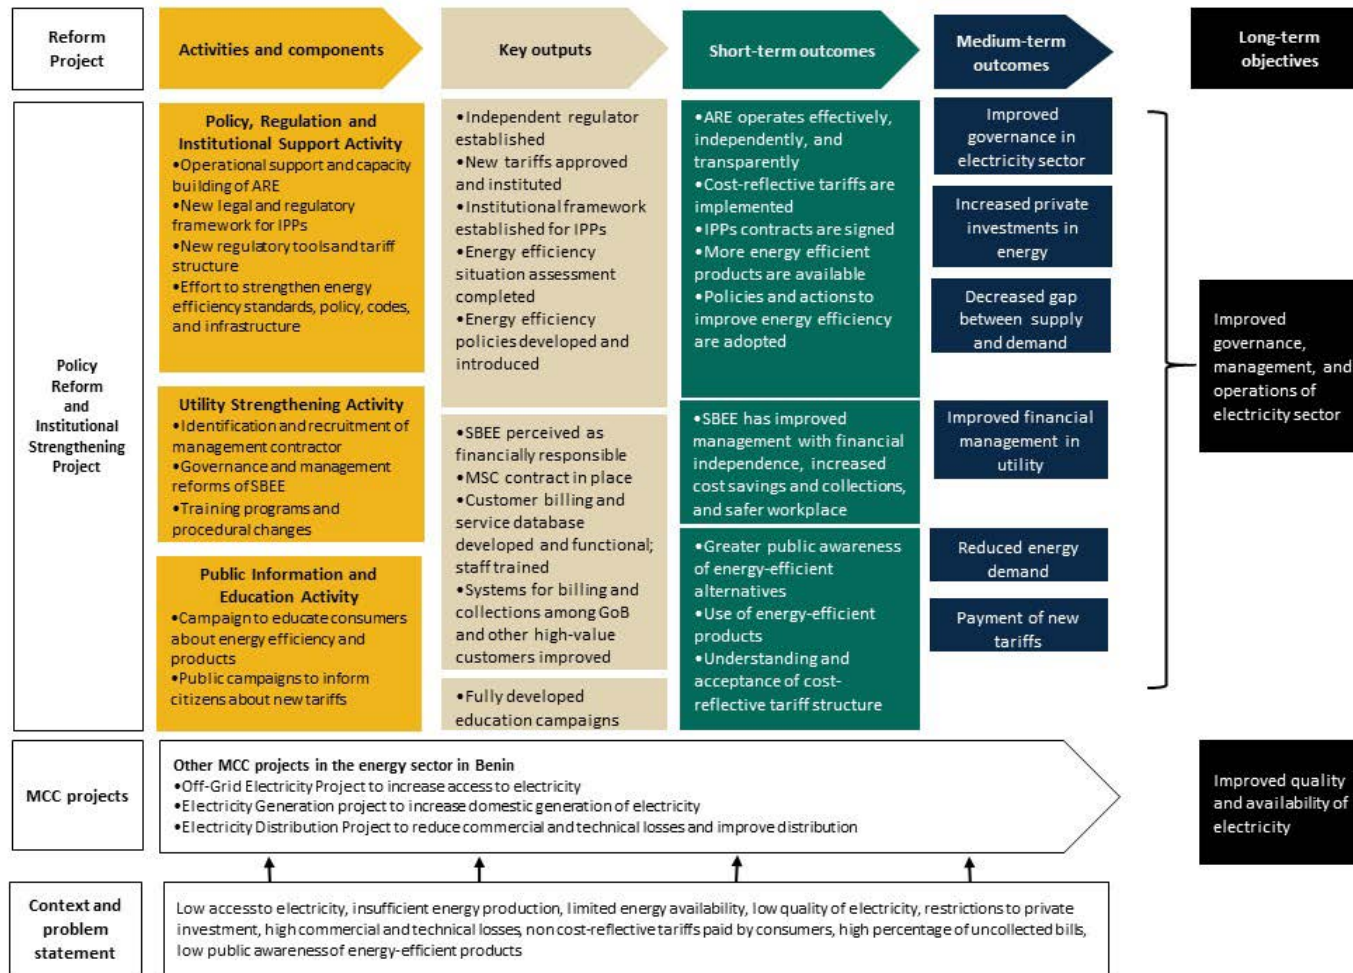 Reform
Project
Activities and components
Key outputs
Short-term outcomes
Medium-term
outcomes
Long-term
objectives
Policy
Reform
and
Institutional
Strengthening
Project
Policy, Regulation and
Institutional Support Activity
•Operational support and capacity
building of ARE
•New legal and regulatory
framework for IPPs
•New regulatory tools and tariff
structure
•Effort to strengthen energy
efficiency standards, policy, codes,
and infrastructure
Utility Strengthening Activity
•Identification and recruitment of
management contractor
•Governance and management
reforms of SBEE
•Training programs and
procedural changes
Public Information and
Education Activity
•Campaign to educate consumers
about energy efficiency and
products
•Public campaigns to inform
citizens about new tariffs
•Independent regulator
established
•New tariffs approved
and instituted
•Institutional framework
established for IPPs
•Energy efficiency
situation assessment
completed
•Energy efficiency
policies developed and
introduced
•SBEE perceived as
financially responsible
•MSC contract in place
•Customer billing and
service database
developed and functional;
staff trained
•Systems for billing and
collections among GoB
and other high-value
customers improved
•Fully developed
education campaigns
•ARE operates effectively,
independently, and
transparently
•Cost-reflective tariffs are
implemented
•IPPs contracts are signed
•More energy efficient
products are available
•Policies and actions to
improve energy efficiency
are adopted
•SBEE has improved
management with financial
independence, increased
cost savings and collections,
and safer workplace
•Greater public awareness
of energy-efficient
alternatives
•Use of energy-efficient
products
•Understanding and
acceptance of cost-
reflective tariff structure
Improved
governance in
electricity sector
Increased private
investments in
energy
Decreased gap
between supply
and demand
Improved financial
management in
utility
Reduced energy
demand
Payment of new
tariffs
Improved
governance,
management, and
operations of
electricity sector
MCC projects
Other MCC projects in the energy sector in Benin
•Off-Grid Electricity Project to increase access to electricity
•Electricity Generation project to increase domestic generation of electricity
•Electricity Distribution Project to reduce commercial and technical losses and improve distribution
Improved quality
and availability of
electricity
Context and
problem
statement
Low access to electricity, insufficient energy production, limited energy availability, low quality of electricity, restrictions to private
investment, high commercial and technical losses, non cost-reflective tariffs paid by consumers, high percentage of uncollected bills,
low public awareness of energy-efficient products